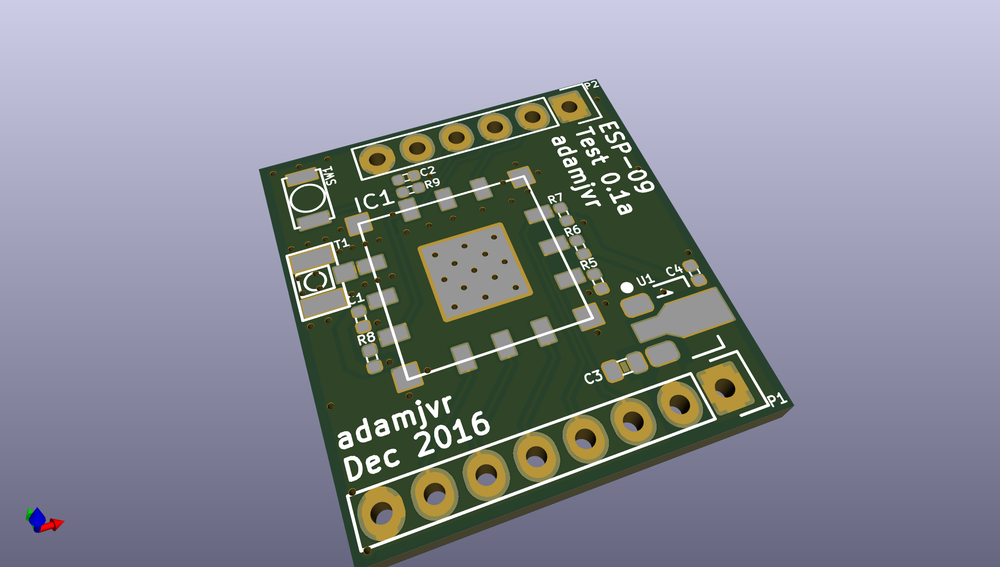 P2
ESP-09
Test 0.1a
adamjvr
SW1
C2
R9
IC1
R7
R6
R5
T1
C1
R8
U1
C4
C3
P1
adamjvr
Dec 2016